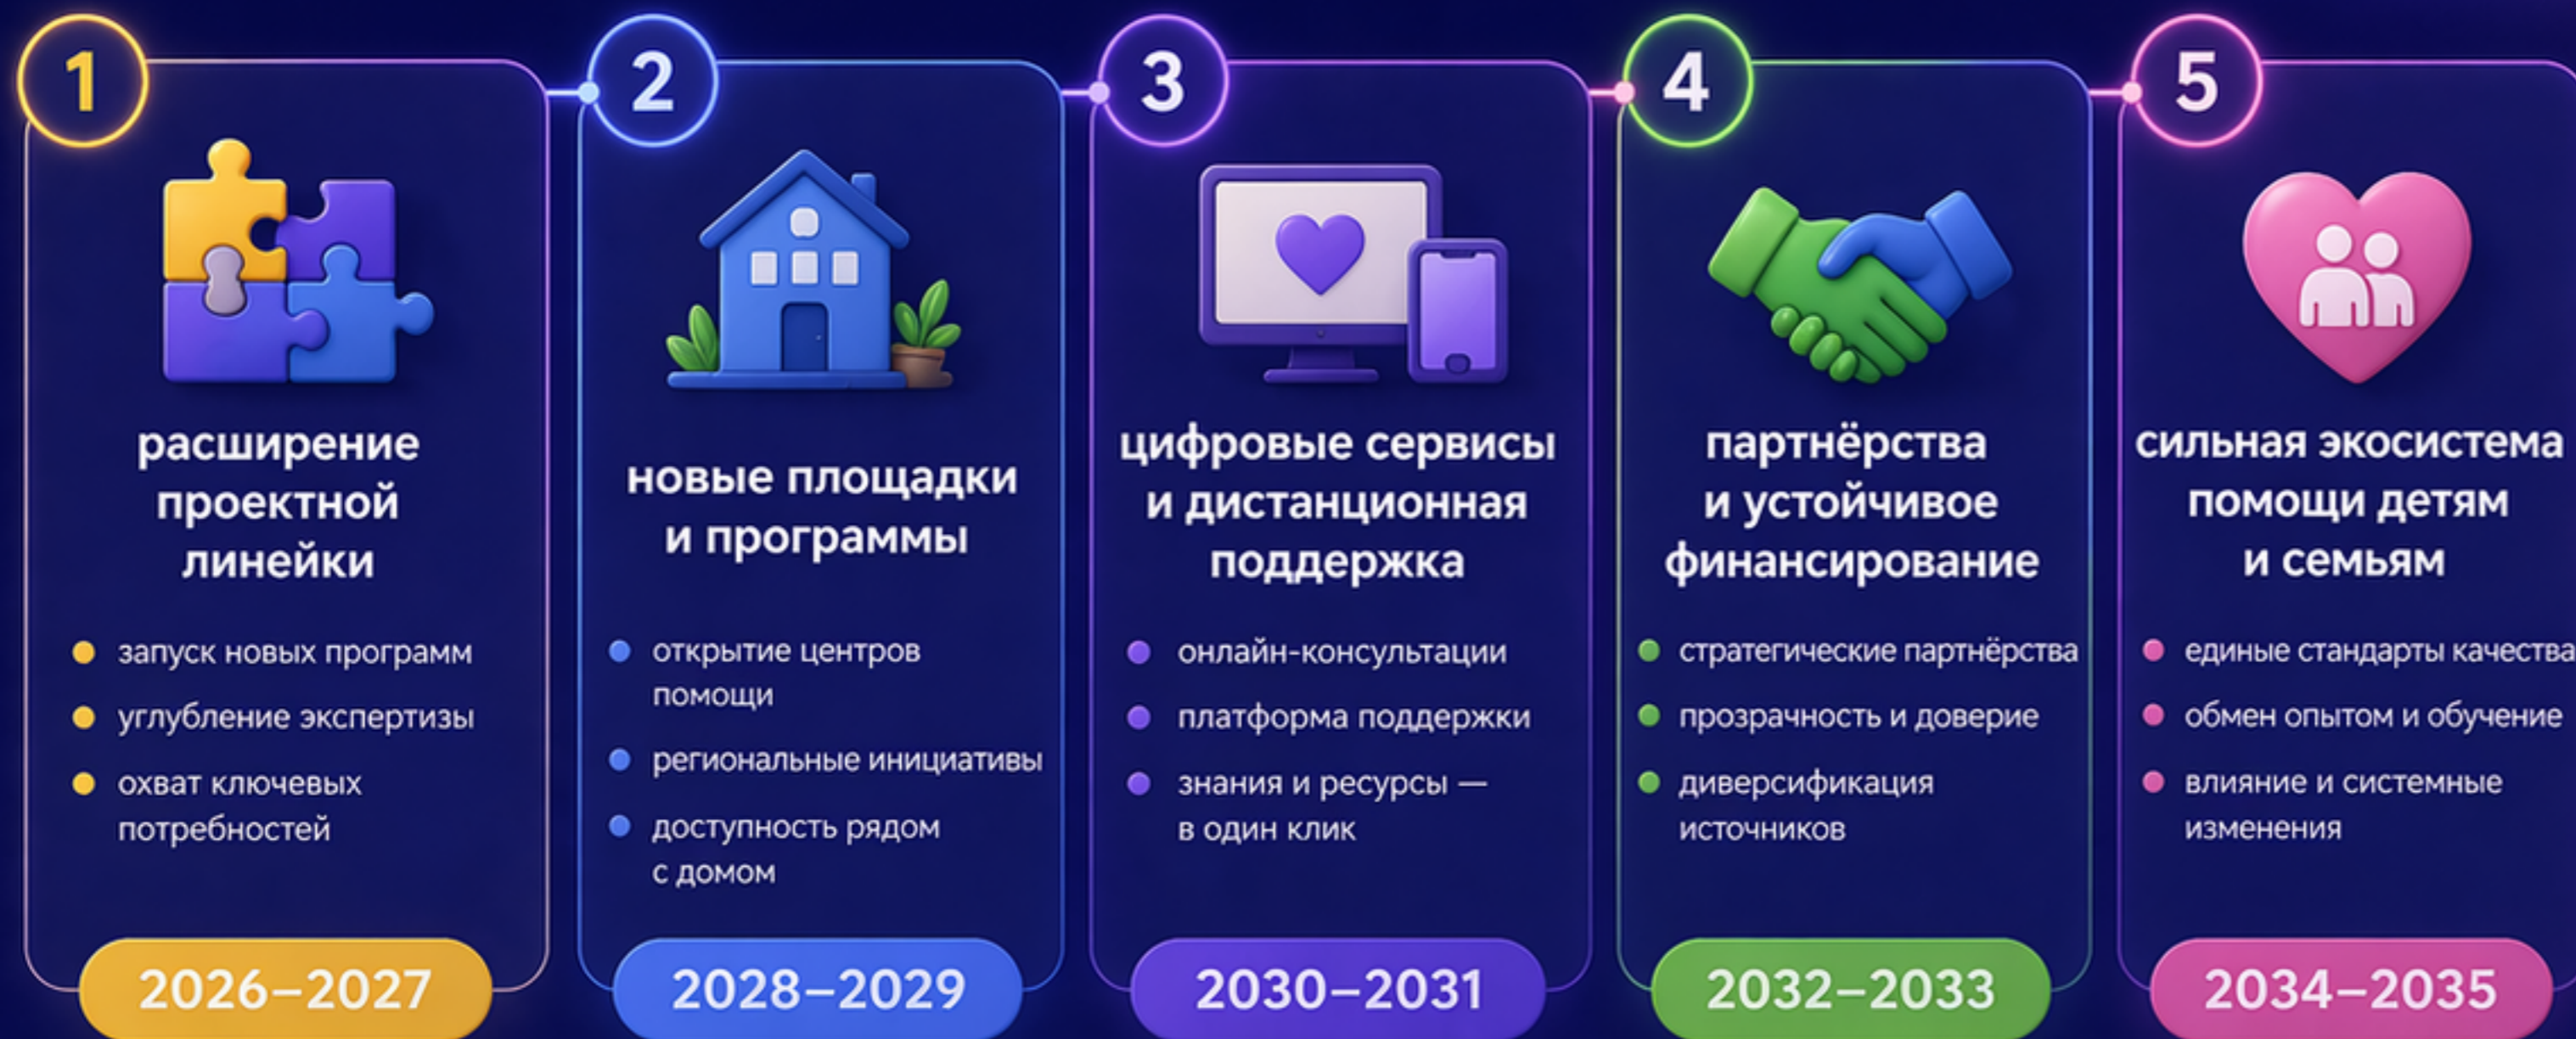 1
расширение
проектной
линейки
запуск новых программ
углубление экспертизы
охват ключевых
потребностей
2026–2027
2
новые площадки
и программы
открытие центров
помощи
региональные инициативы
доступность рядом
с домом
2028–2029
3
цифровые сервисы
и дистанционная
поддержка
онлайн-консультации
платформа поддержки
знания и ресурсы —
в один клик
2030–2031
4
партнёрства
и устойчивое
финансирование
стратегические партнёрства
прозрачность и доверие
диверсификация
источников
2032–2033
5
сильная экосистема
помощи детям
и семьям
единые стандарты качества
обмен опытом и обучение
влияние и системные
изменения
2034–2035